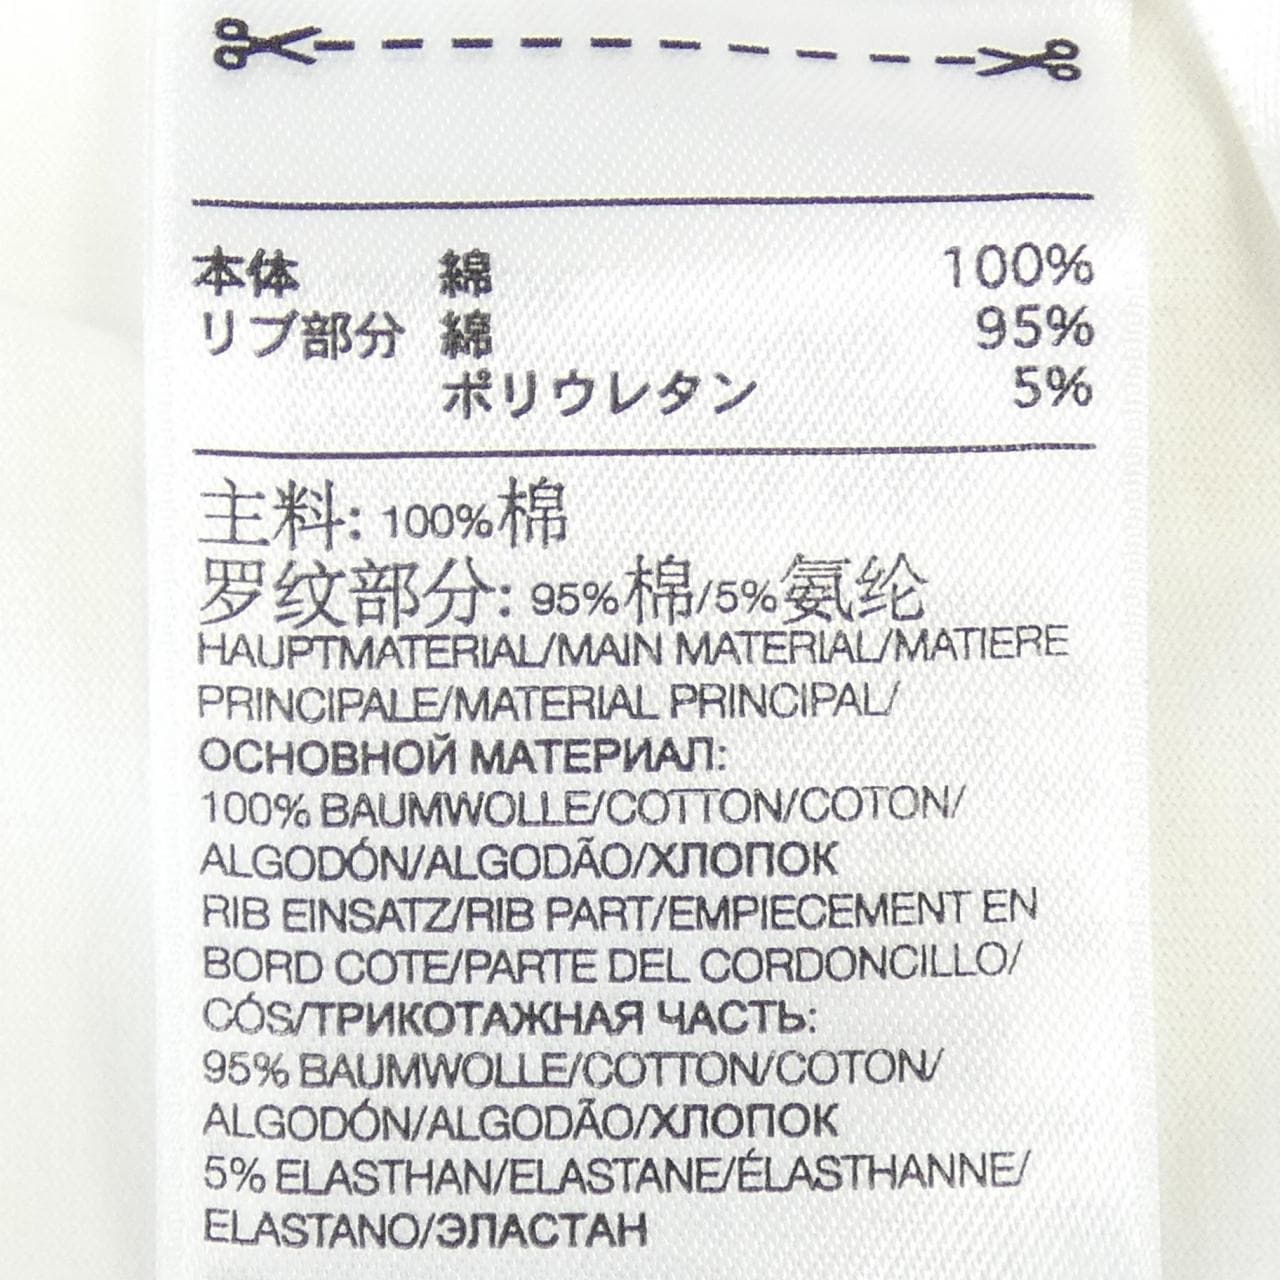 本体 綿 100%
リブ部分 綿 95%
ポリウレタン 5%
主料: 100%棉
罗纹部分: 95%棉/5%氨纶
HAUPTMATERIAL/MAIN MATERIAL/MATIERE
PRINCIPALE/MATERIAL PRINCIPAL/
ОСНОВНОЙ МАТЕРИАЛ:
100% BAUMWOLLE/COTTON/COTON/
ALGODÓN/ALGODÃO/ХЛОПОК
RIB EINSATZ/RIB PART/EMPIECEMENT EN
BORD COTE/PARTE DEL CORDONCILLO/
CÓS/ТРИКОТАЖНАЯ ЧАСТЬ:
95% BAUMWOLLE/COTTON/COTON/
ALGODÓN/ALGODÃO/ХЛОПОК
5% ELASTHAN/ELASTANE/ÉLASTHANNE/
ELASTANO/ЭЛАСТАН